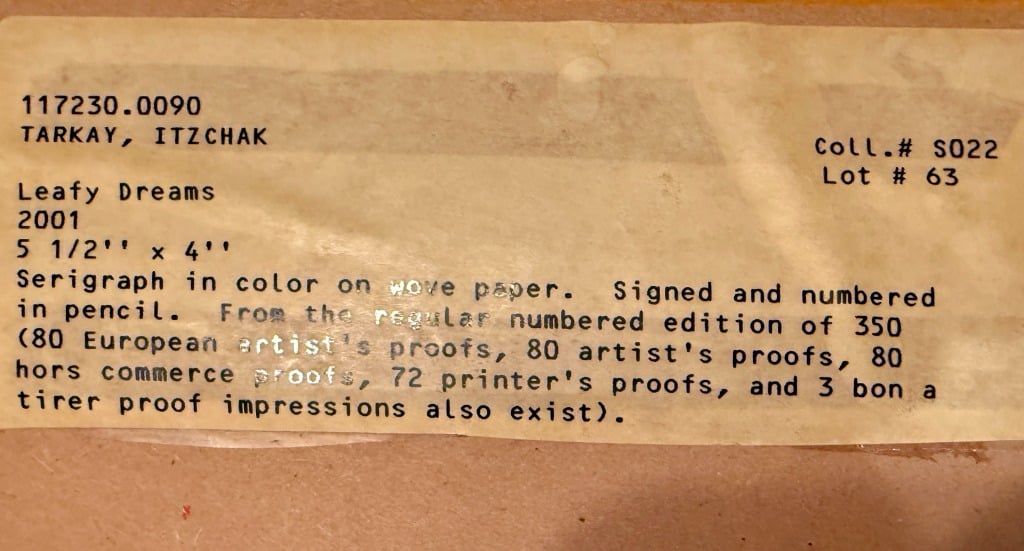 117230.0090
TARKAY, ITZCHAK
Coll.# S022
Lot # 63
Leafy Dreams
2001
5 1/2'' x 4''
Serigraph in color on wove paper.  Signed and numbered
in pencil.  From the regular numbered edition of 350
(80 European artist's proofs, 80 artist's proofs, 80
hors commerce proofs, 72 printer's proofs, and 3 bon a
tirer proof impressions also exist).